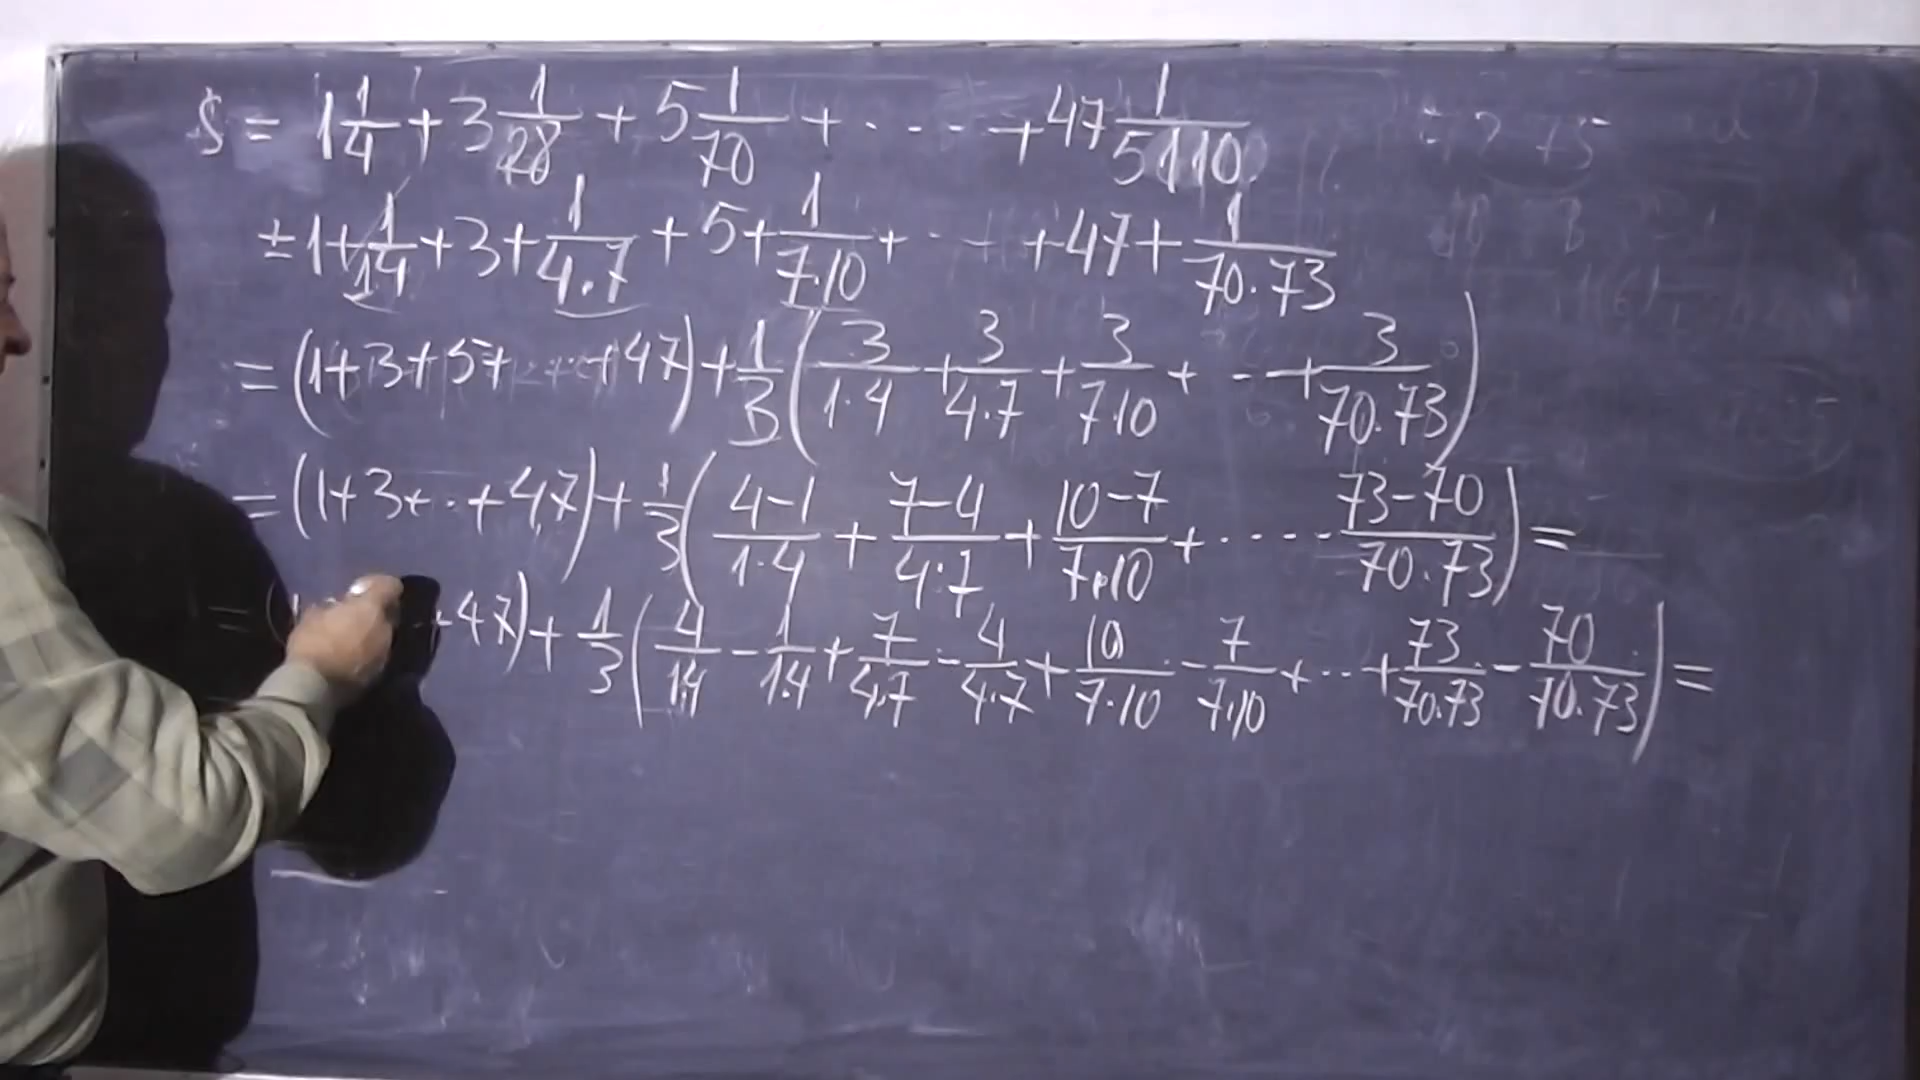 S = 1 1/4 + 3 1/28 + 5 1/70 + ⋯ + 47 1/5110
± 1 + 1/14 + 3 + 1/4·7 + 5 + 1/7·10 + ⋯ + 47 + 1/70·73
= (1+3+5+⋯+47) + 1/3 (3/1·4 + 3/4·7 + 3/7·10 + ⋯ + 3/70·73)
= (1+3+⋯+47) + 1/3 (4-1/1·4 + 7-4/4·7 + 10-7/7·10 + ⋯ 73-70/70·73) =
= ( +47) + 1/3 (4/1·4 - 1/1·4 + 7/4·7 - 4/4·7 + 10/7·10 - 7/7·10 + ⋯ + 73/70·73 - 70/70·73) =